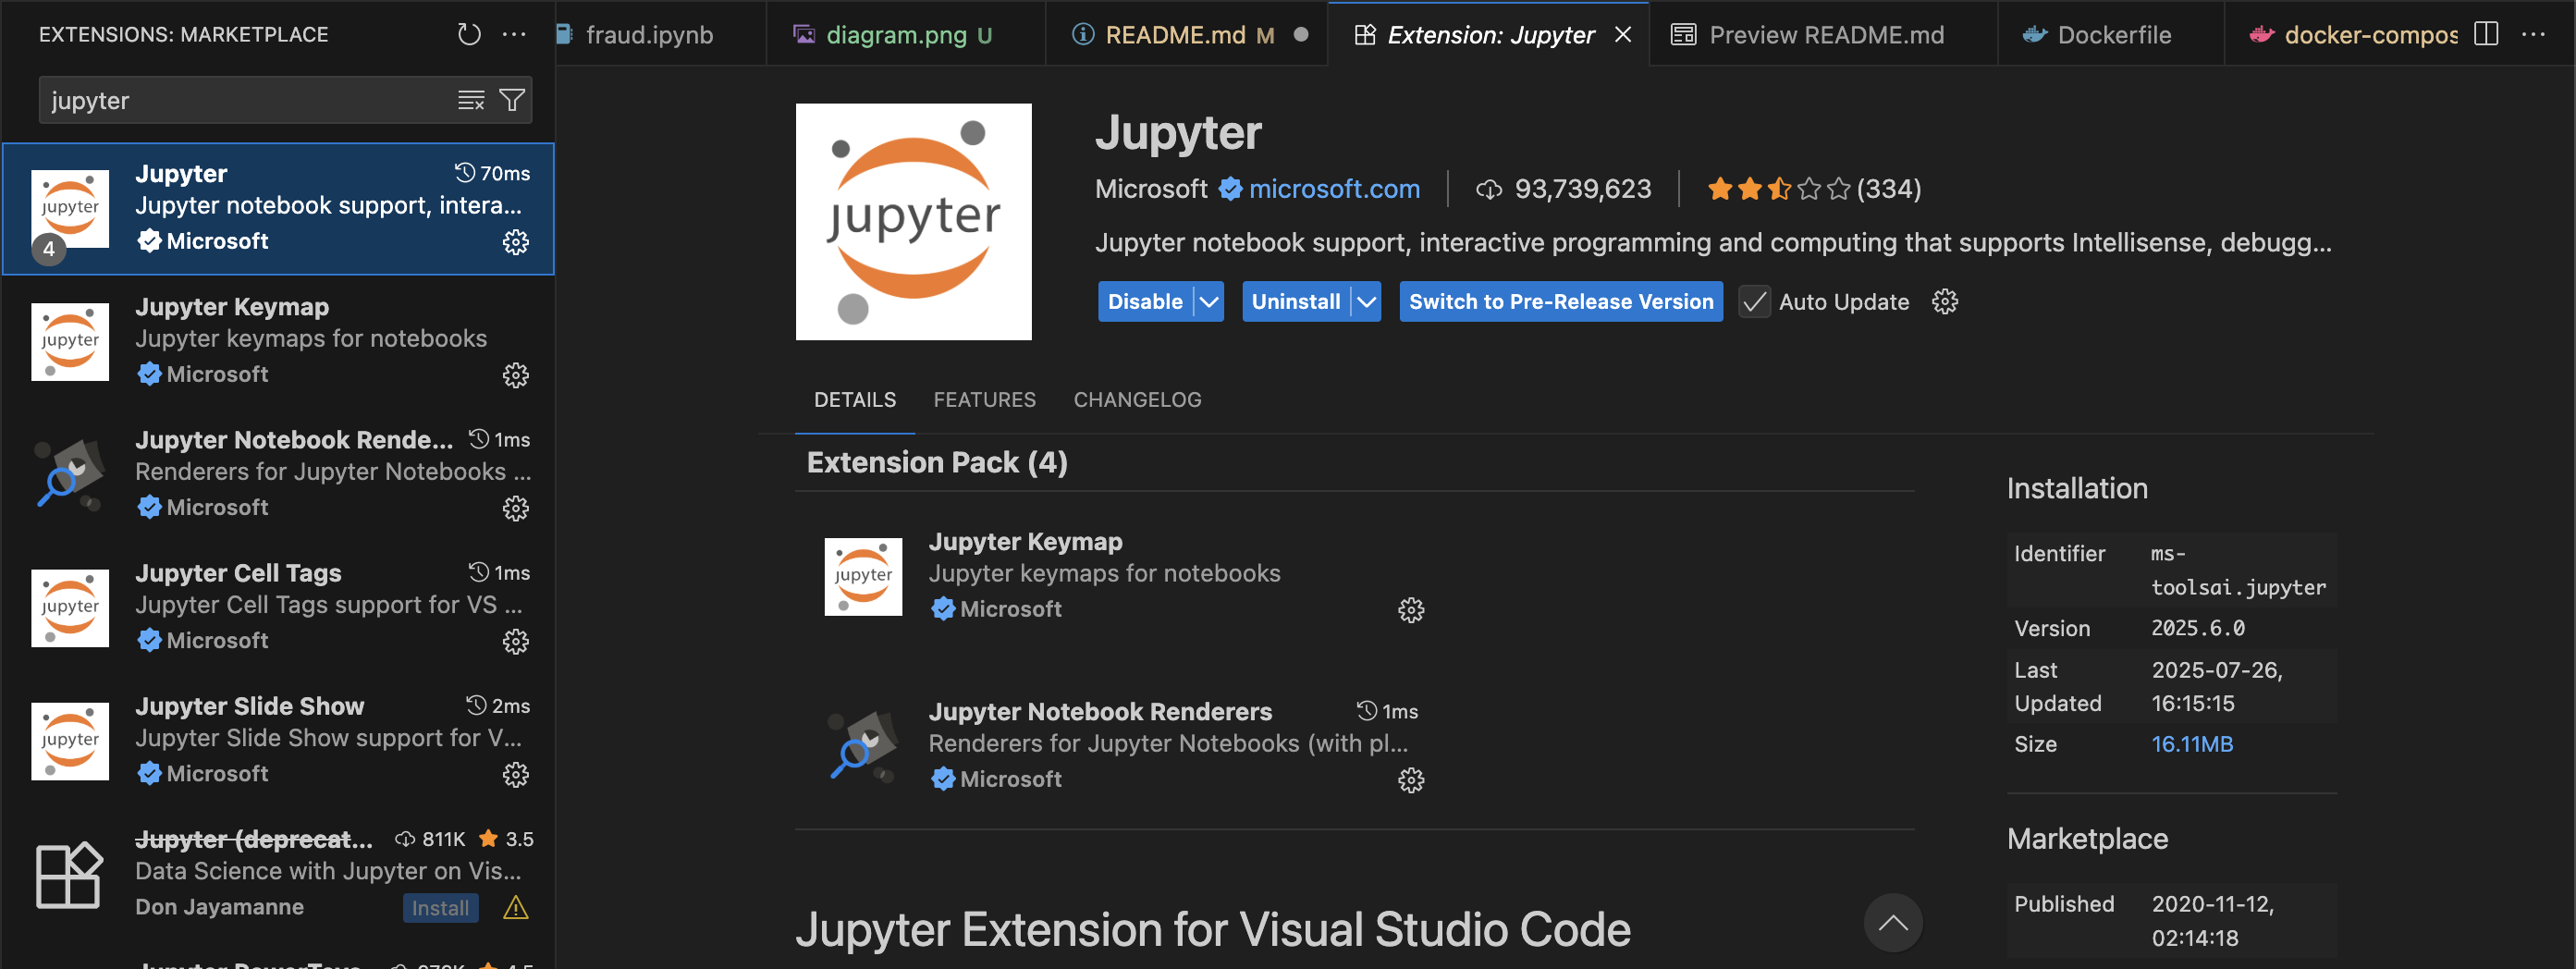 EXTENSIONS: MARKETPLACE
jupyter
Jupyter 70ms
Jupyter notebook support, intera...
Microsoft
jupyter
4
Jupyter Keymap
Jupyter keymaps for notebooks
Microsoft
jupyter
Jupyter Notebook Rende... 1ms
Renderers for Jupyter Notebooks ...
Microsoft
Jupyter Cell Tags 1ms
Jupyter Cell Tags support for VS ...
Microsoft
jupyter
Jupyter Slide Show 2ms
Jupyter Slide Show support for V...
Microsoft
jupyter
Jupyter (deprecat... 811K 3.5
Data Science with Jupyter on Vis...
Don Jayamanne Install
fraud.ipynb diagram.png U README.md M Extension: Jupyter Preview README.md Dockerfile docker-compos
jupyter
Jupyter
Microsoft microsoft.com 93,739,623 (334)
Jupyter notebook support, interactive programming and computing that supports Intellisense, debugg...
Disable Uninstall Switch to Pre-Release Version Auto Update
DETAILS FEATURES CHANGELOG
Extension Pack (4)
jupyter
Jupyter Keymap
Jupyter keymaps for notebooks
Microsoft
Jupyter Notebook Renderers 1ms
Renderers for Jupyter Notebooks (with pl...
Microsoft
Jupyter Extension for Visual Studio Code
Installation
Identifier ms-
toolsai.jupyter
Version 2025.6.0
Last 2025-07-26,
Updated 16:15:15
Size 16.11MB
Marketplace
Published 2020-11-12,
02:14:18